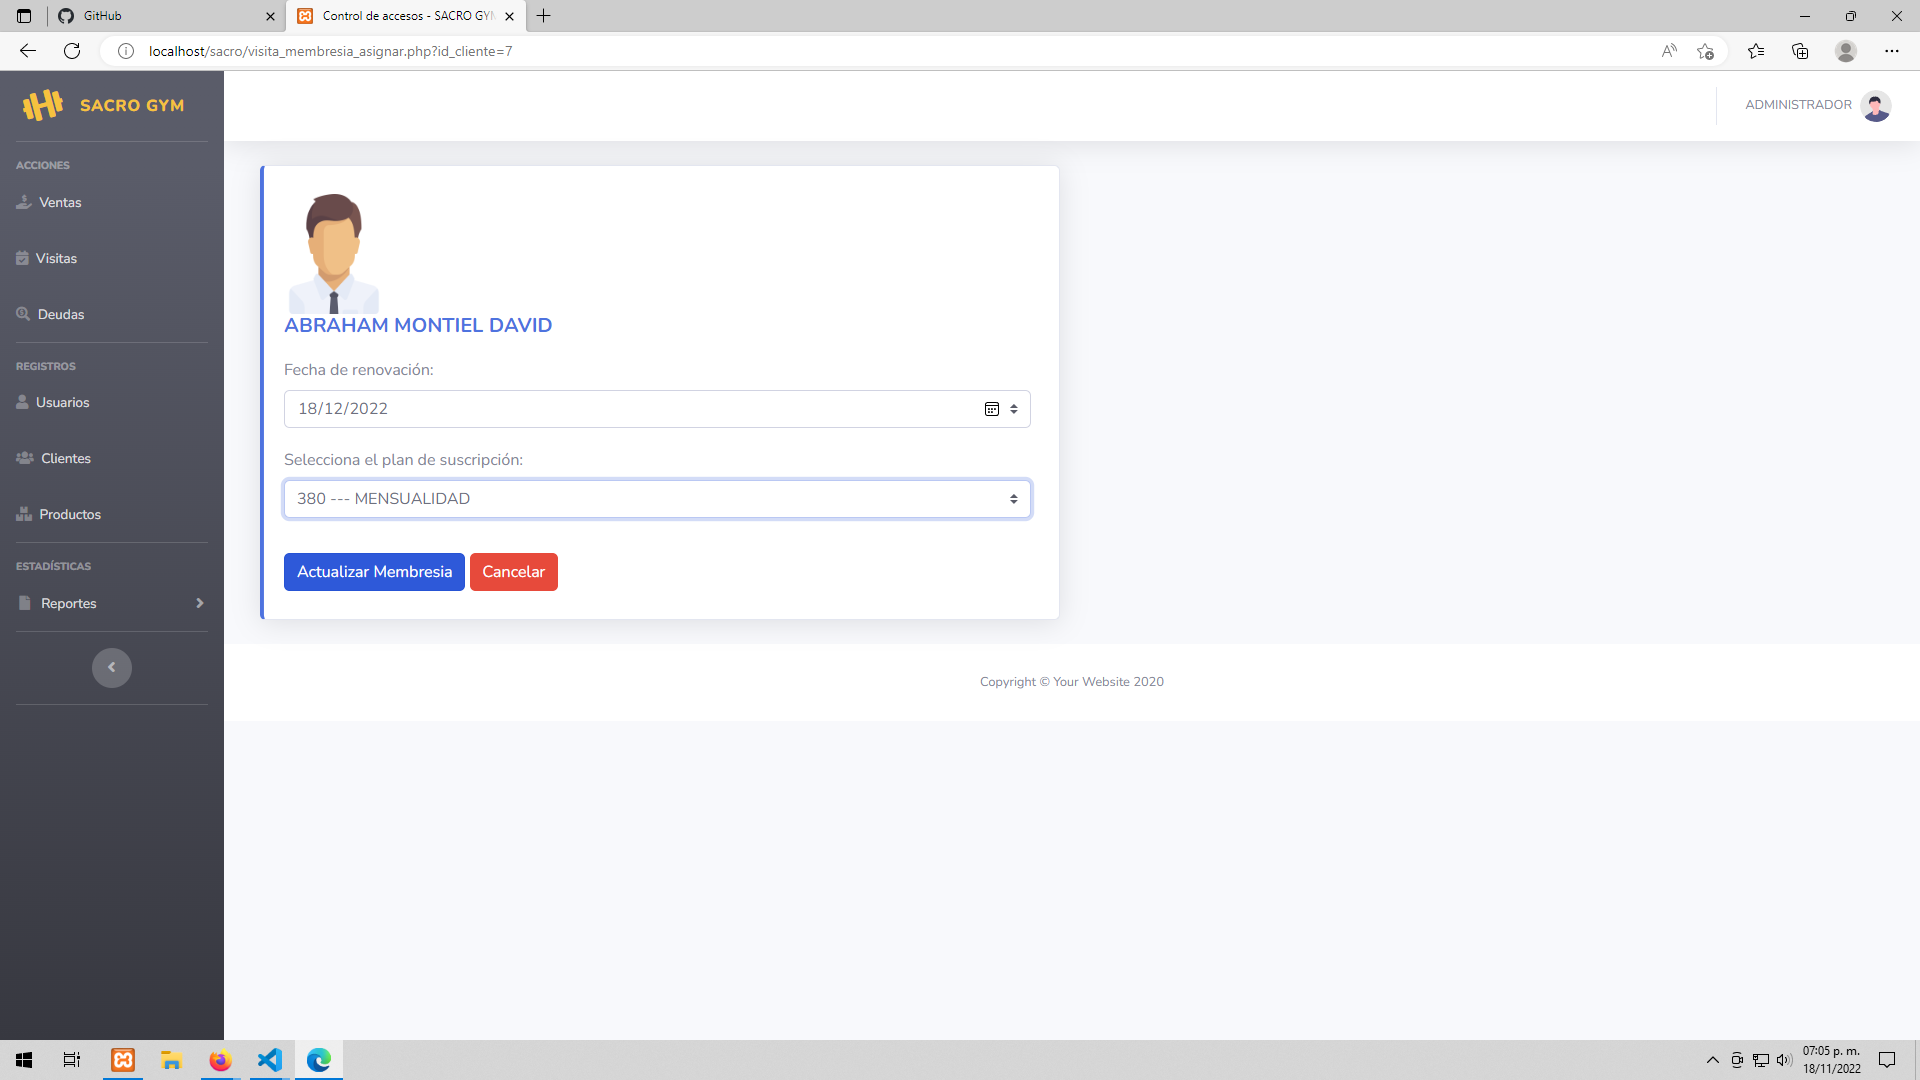 GitHub
Control de accesos - SACRO GYM
localhost/sacro/visita_membresia_asignar.php?id_cliente=7
SACRO GYM
ADMINISTRADOR
ACCIONES
Ventas
Visitas
Deudas
REGISTROS
Usuarios
Clientes
Productos
ESTADÍSTICAS
Reportes
ABRAHAM MONTIEL DAVID
Fecha de renovación:
18/12/2022
Selecciona el plan de suscripción:
380 --- MENSUALIDAD
Actualizar Membresia
Cancelar
Copyright © Your Website 2020
07:05 p. m.
18/11/2022